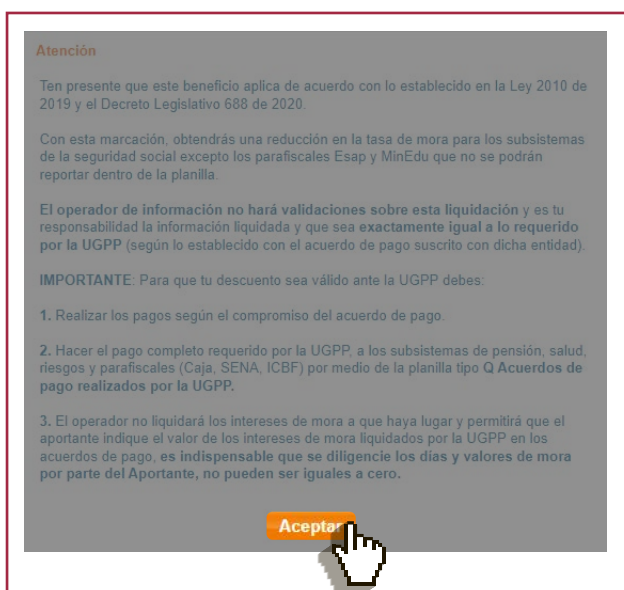 Atención
Ten presente que este beneficio aplica de acuerdo con lo establecido en la Ley 2010 de
2019 y el Decreto Legislativo 688 de 2020.
Con esta marcación, obtendrás una reducción en la tasa de mora para los subsistemas
de la seguridad social excepto los parafiscales Esap y MinEdu que no se podrán
reportar dentro de la planilla.
El operador de información no hará validaciones sobre esta liquidación y es tu
responsabilidad la información liquidada y que sea exactamente igual a lo requerido
por la UGPP (según lo establecido con el acuerdo de pago suscrito con dicha entidad).
IMPORTANTE: Para que tu descuento sea válido ante la UGPP debes:
1. Realizar los pagos según el compromiso del acuerdo de pago.
2. Hacer el pago completo requerido por la UGPP, a los subsistemas de pensión, salud,
riesgos y parafiscales (Caja, SENA, ICBF) por medio de la planilla tipo Q Acuerdos de
pago realizados por la UGPP.
3. El operador no liquidará los intereses de mora a que haya lugar y permitirá que el
aportante indique el valor de los intereses de mora liquidados por la UGPP en los
acuerdos de pago, es indispensable que se diligencie los días y valores de mora
por parte del Aportante, no pueden ser iguales a cero.
Aceptar